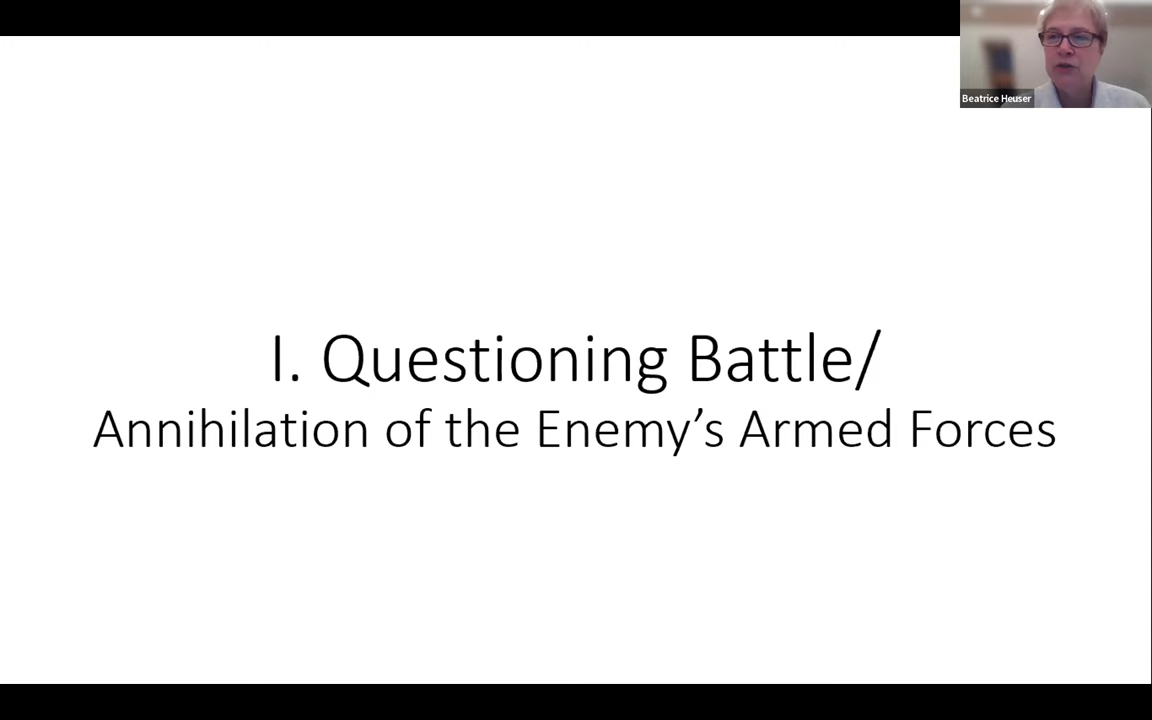 Beatrice Heuser
I. Questioning Battle/
Annihilation of the Enemy’s Armed Forces